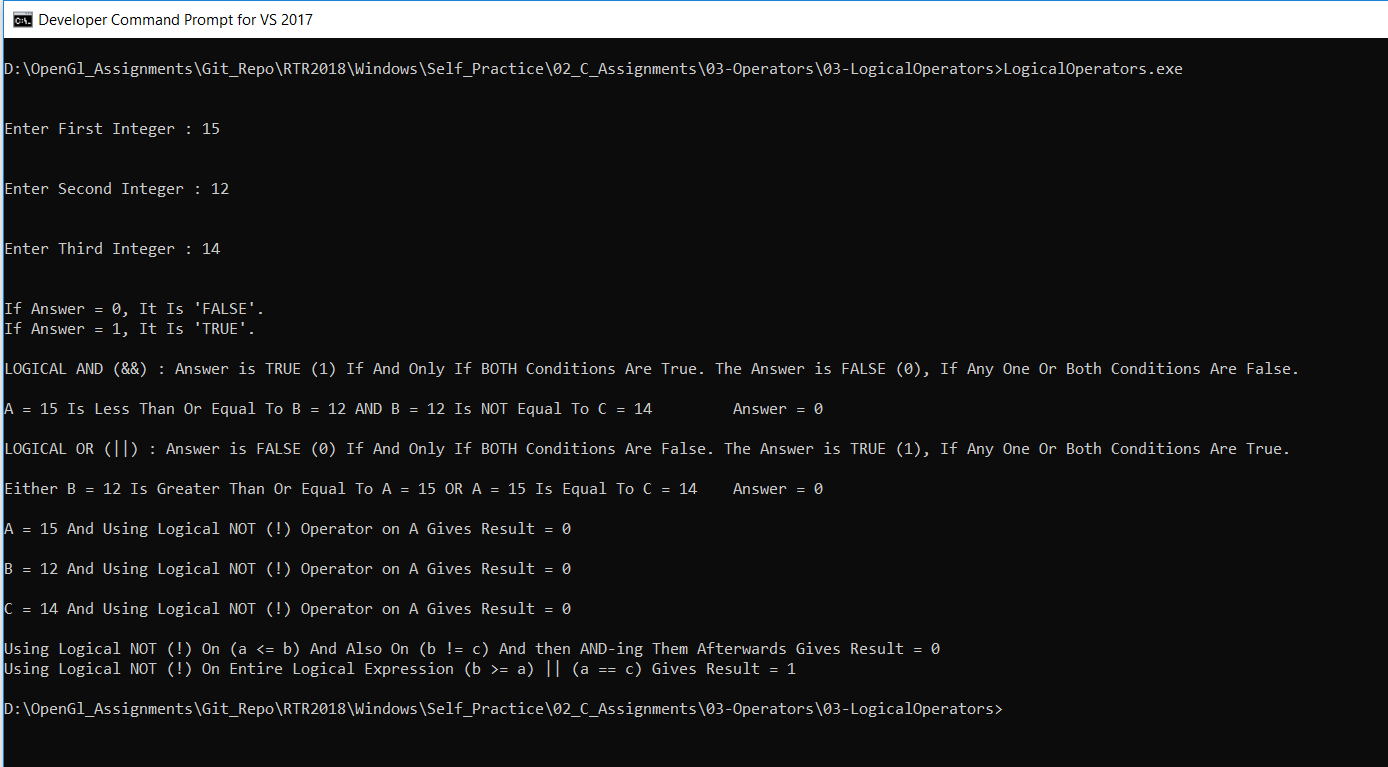 Developer Command Prompt for VS 2017
D:\OpenGl_Assignments\Git_Repo\RTR2018\Windows\Self_Practice\02_C_Assignments\03-Operators\03-LogicalOperators>LogicalOperators.exe
Enter First Integer : 15
Enter Second Integer : 12
Enter Third Integer : 14
If Answer = 0, It Is 'FALSE'.
If Answer = 1, It Is 'TRUE'.
LOGICAL AND (&&) : Answer is TRUE (1) If And Only If BOTH Conditions Are True. The Answer is FALSE (0), If Any One Or Both Conditions Are False.
A = 15 Is Less Than Or Equal To B = 12 AND B = 12 Is NOT Equal To C = 14         Answer = 0
LOGICAL OR (||) : Answer is FALSE (0) If And Only If BOTH Conditions Are False. The Answer is TRUE (1), If Any One Or Both Conditions Are True.
Either B = 12 Is Greater Than Or Equal To A = 15 OR A = 15 Is Equal To C = 14    Answer = 0
A = 15 And Using Logical NOT (!) Operator on A Gives Result = 0
B = 12 And Using Logical NOT (!) Operator on A Gives Result = 0
C = 14 And Using Logical NOT (!) Operator on A Gives Result = 0
Using Logical NOT (!) On (a <= b) And Also On (b != c) And then AND-ing Them Afterwards Gives Result = 0
Using Logical NOT (!) On Entire Logical Expression (b >= a) || (a == c) Gives Result = 1
D:\OpenGl_Assignments\Git_Repo\RTR2018\Windows\Self_Practice\02_C_Assignments\03-Operators\03-LogicalOperators>